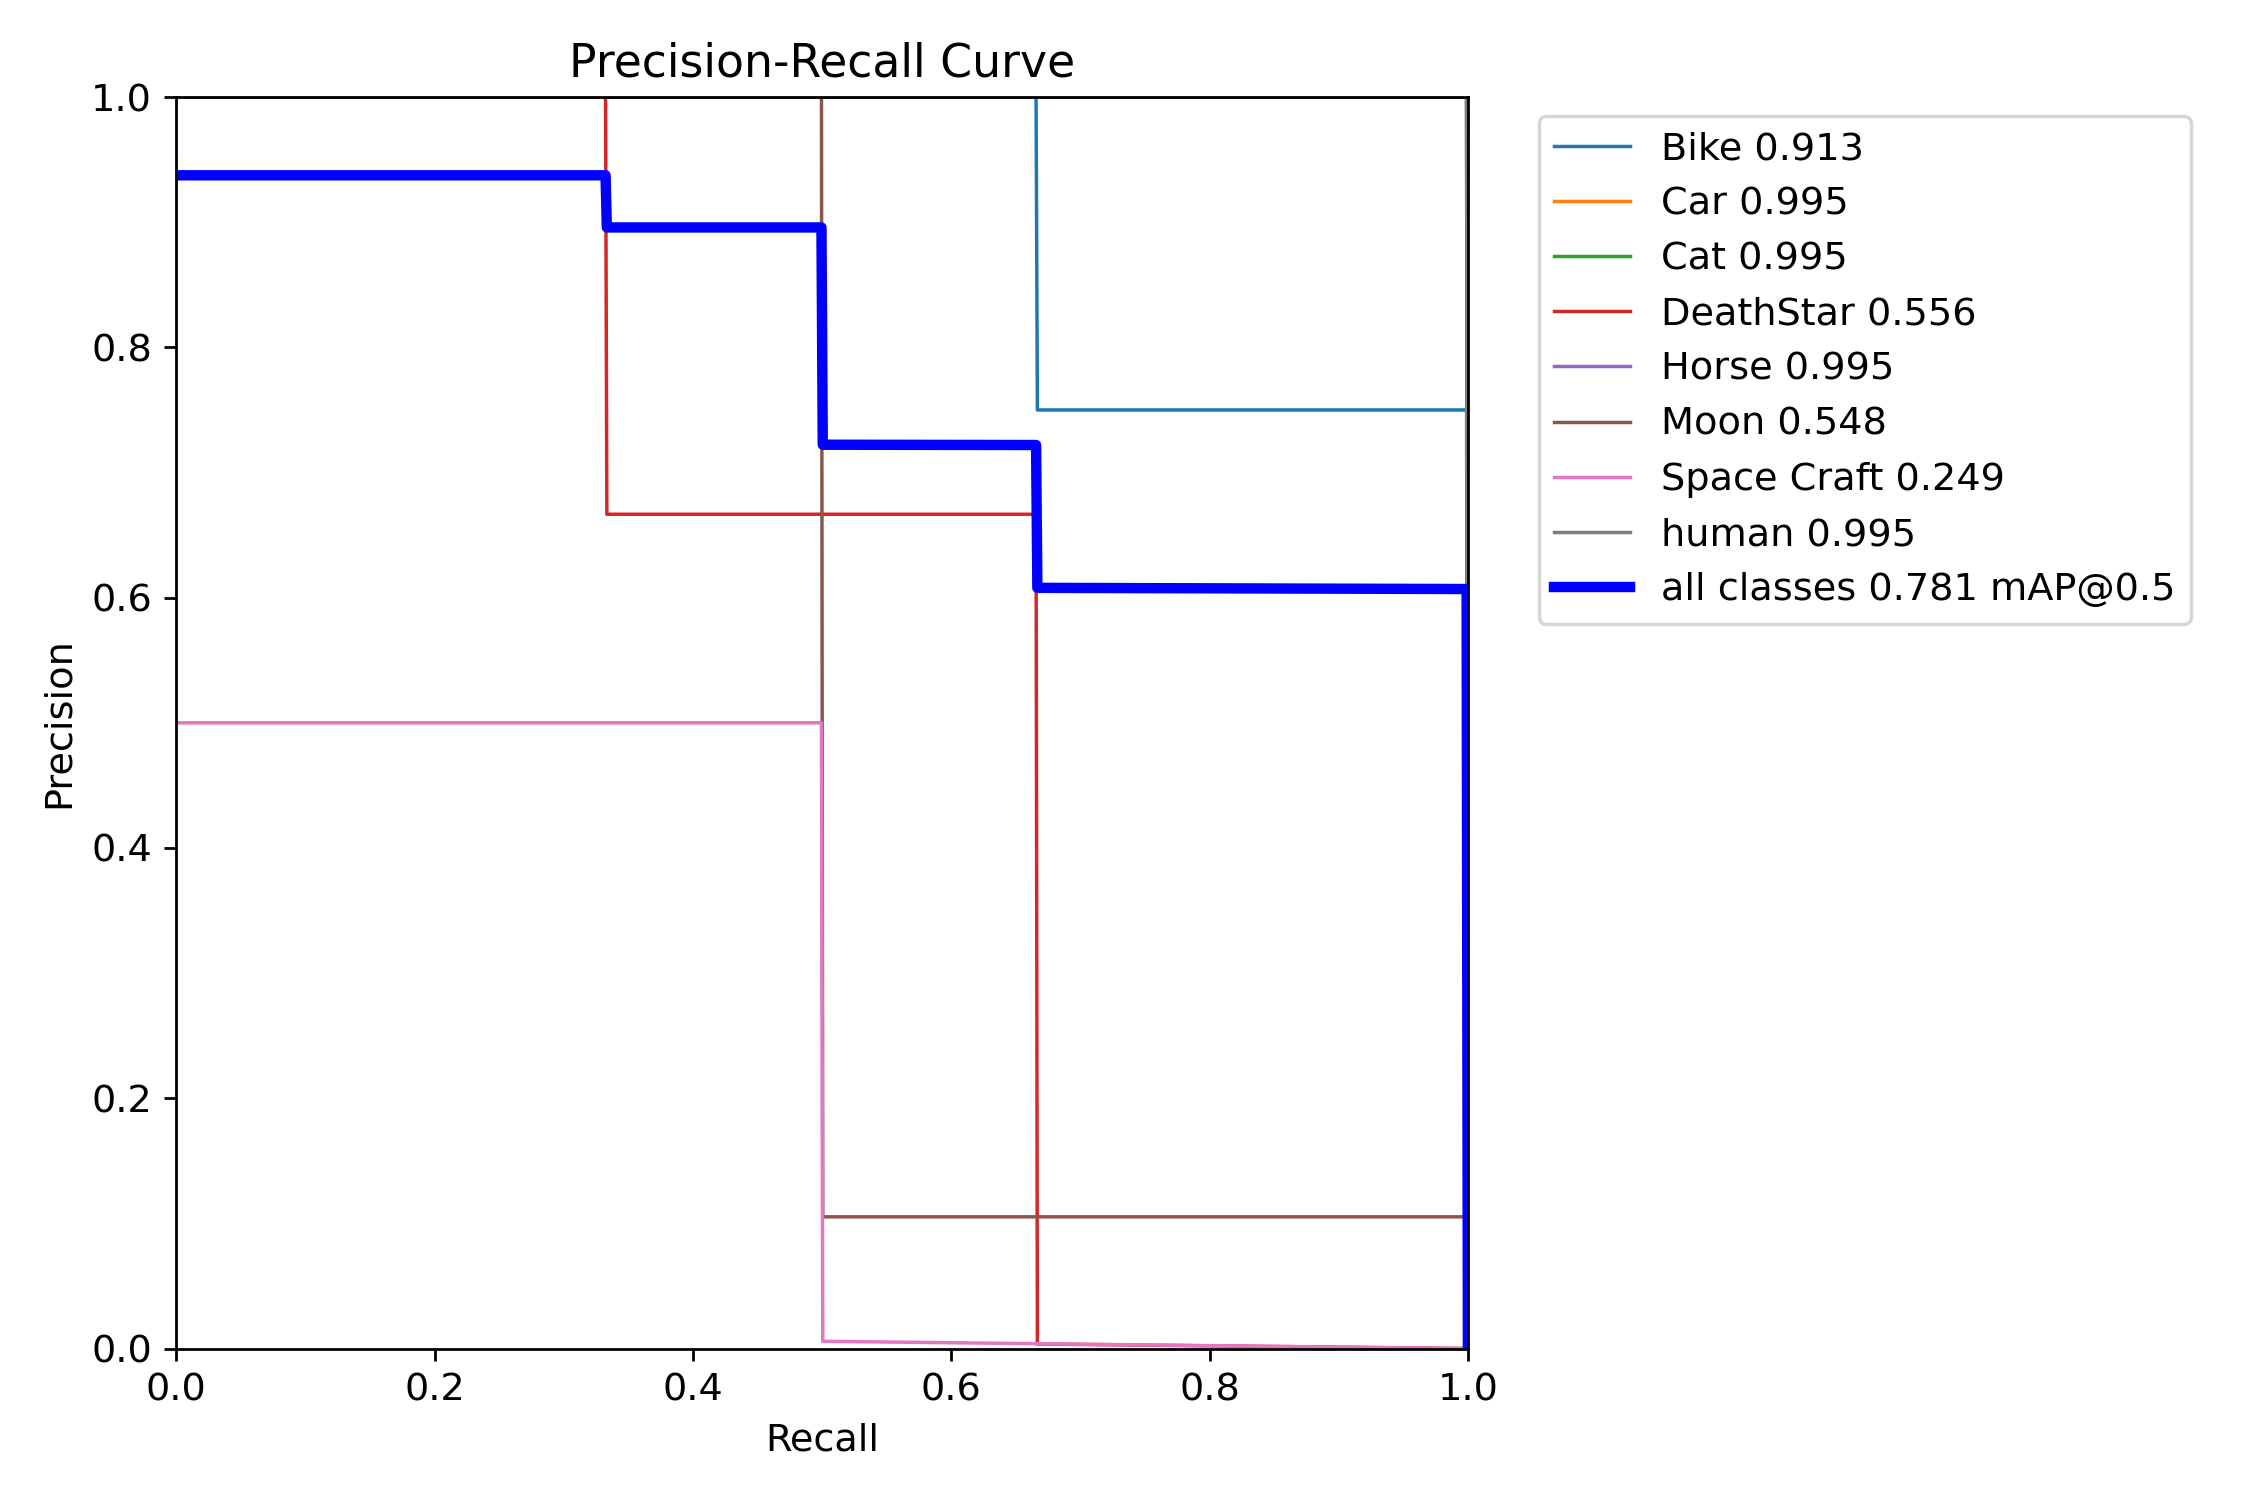 Precision-Recall Curve
1.0
0.8
0.6
0.4
0.2
0.0
Precision
0.0 0.2 0.4 0.6 0.8 1.0
Recall
Bike 0.913
Car 0.995
Cat 0.995
DeathStar 0.556
Horse 0.995
Moon 0.548
Space Craft 0.249
human 0.995
all classes 0.781 mAP@0.5